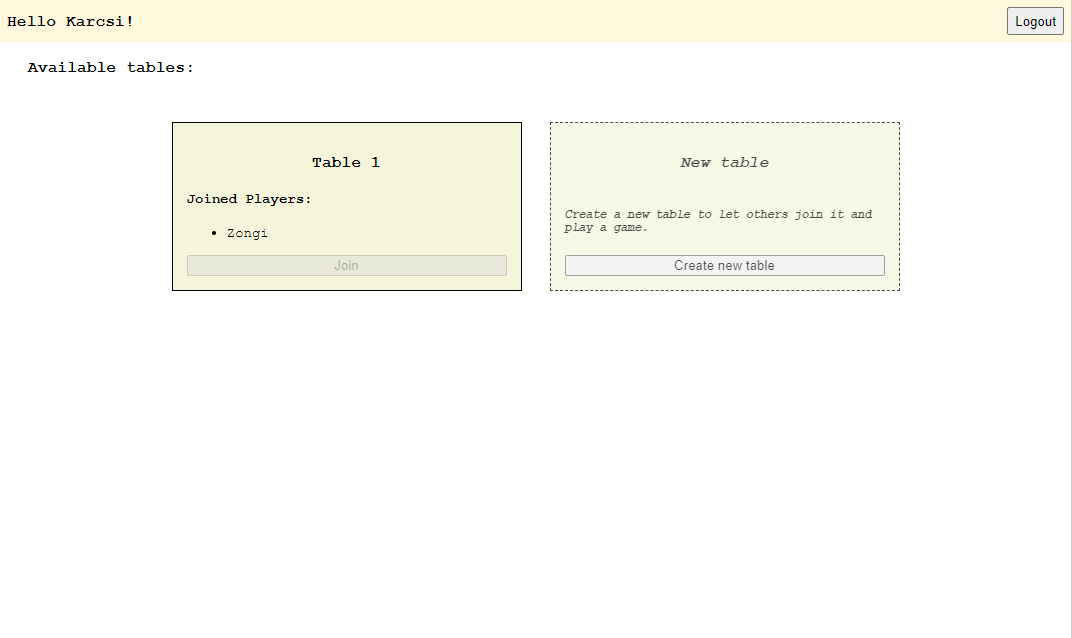 Hello Karcsi!
Logout
Available tables:
Table 1
Joined Players:
Zongi
Join
New table
Create a new table to let others join it and
play a game.
Create new table